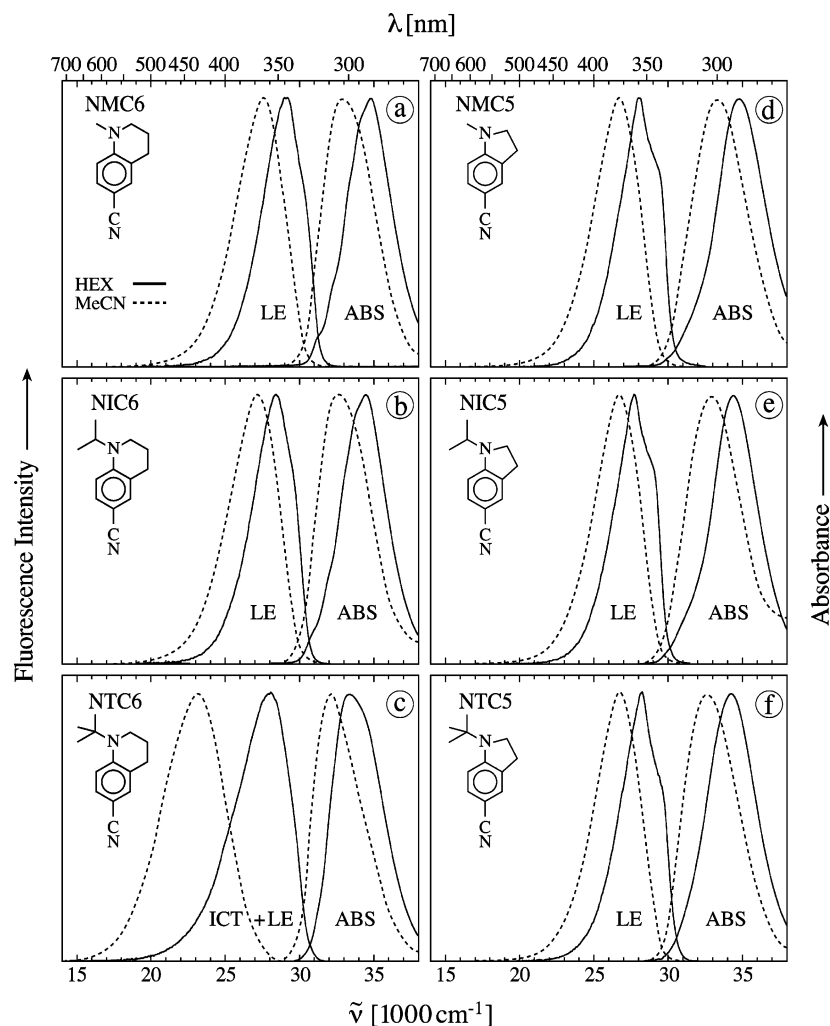 λ [nm]
700 600 500 450 400 350 300
700 600 500 450 400 350 300
NMC6
a
N
C
N
HEX
MeCN
LE
ABS
NMC5
d
N
C
N
LE
ABS
NIC6
b
N
C
N
LE
ABS
NIC5
e
N
C
N
LE
ABS
NTC6
c
N
C
N
ICT + LE
ABS
NTC5
f
N
C
N
LE
ABS
Fluorescence Intensity
Absorbance
15 20 25 30 35
15 20 25 30 35
ν̃ [1000 cm⁻¹]